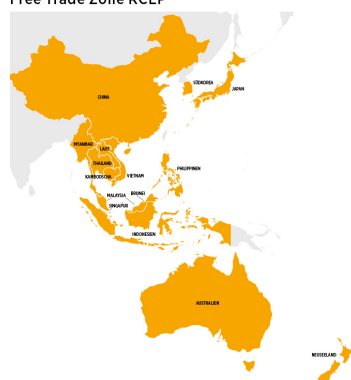 Free Trade Zone RCEP
CHINA
SÜDKOREA
JAPAN
MYANMAR
LAOS
THAILAND
KAMBODSCHA
VIETNAM
PHILIPPINEN
MALAYSIA
BRUNEI
SINGAPUR
INDONESIEN
AUSTRALIEN
NEUSEELAND